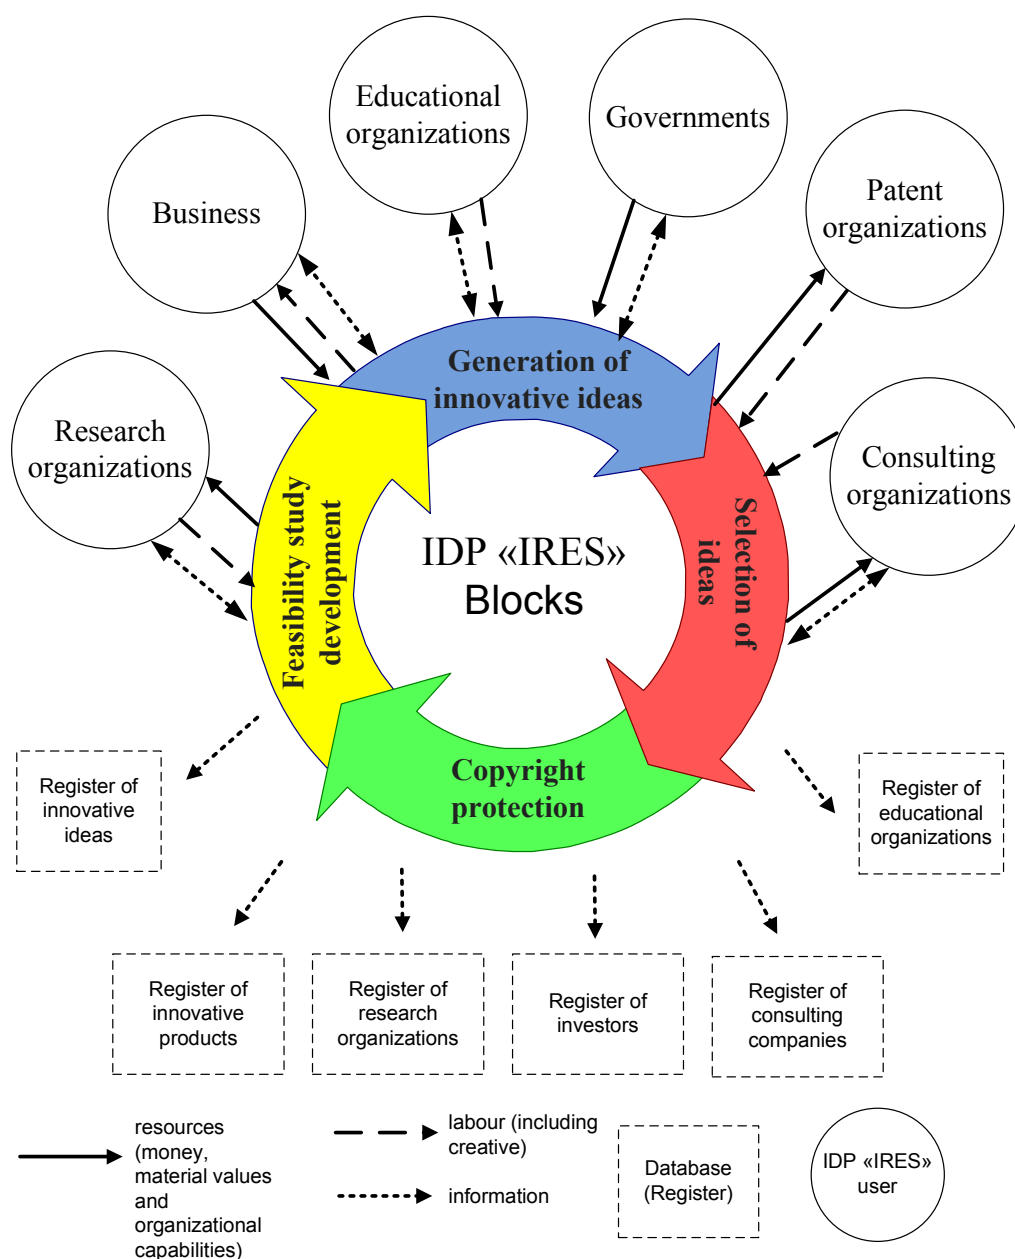 Educational
organizations
Governments
Business
Patent
organizations
Research
organizations
Consulting
organizations
Generation of
innovative ideas
Selection of
ideas
Copyright
protection
Feasibility study
development
IDP «IRES»
Blocks
Register of
innovative
ideas
Register of
educational
organizations
Register of
innovative
products
Register of
research
organizations
Register of
investors
Register of
consulting
companies
resources
(money,
material values
and
organizational
capabilities)
labour (including
creative)
information
Database
(Register)
IDP «IRES»
user